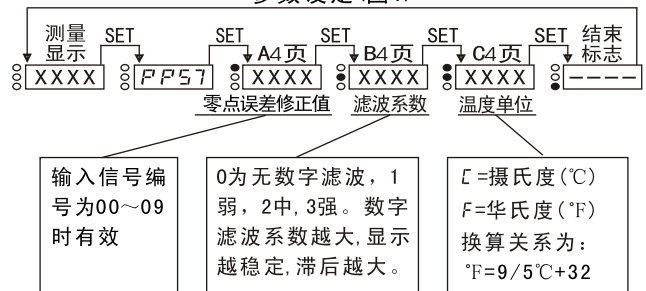 测量 SET SET SET SET SET 结束
显示 A4页 B4页 C4页 标志
XXXX PP57 XXXX XXXX XXXX ----
零点误差修正值 滤波系数 温度单位
输入信号编
号为00~09
时有效
0为无数字滤波，1
弱，2中,3强。数字
滤波系数越大,显示
越稳定,滞后越大。
C=摄氏度(℃)
F=华氏度(°F)
换算关系为：
°F=9/5℃+32